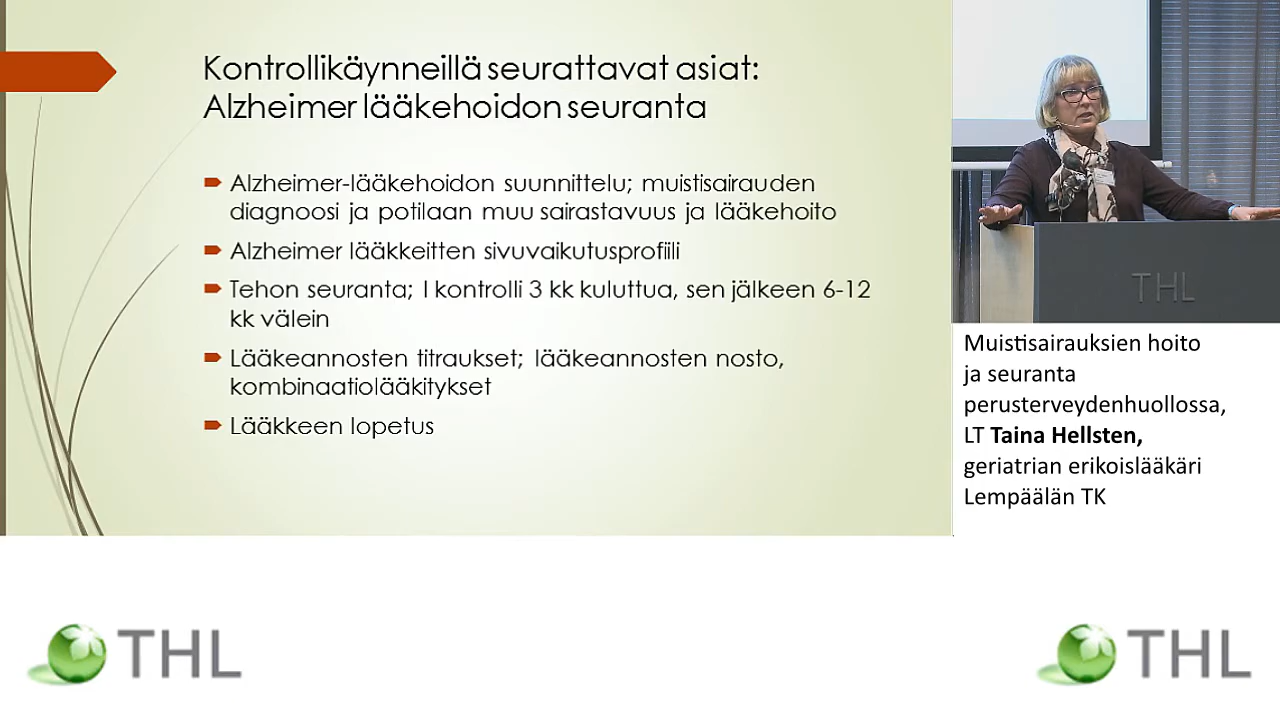 Kontrollikäynneillä seurattavat asiat:
Alzheimer lääkehoidon seuranta
Alzheimer-lääkehoidon suunnittelu; muistisairauden
diagnoosi ja potilaan muu sairastavuus ja lääkehoito
Alzheimer lääkkeitten sivuvaikutusprofiili
Tehon seuranta; I kontrolli 3 kk kuluttua, sen jälkeen 6-12
kk välein
Lääkeannosten titraukset; lääkeannosten nosto,
kombinaatiolääkitykset
Lääkkeen lopetus
THL
Muistisairauksien hoito
ja seuranta
perusterveydenhuollossa,
LT Taina Hellsten,
geriatrian erikoislääkäri
Lempäälän TK
THL
THL